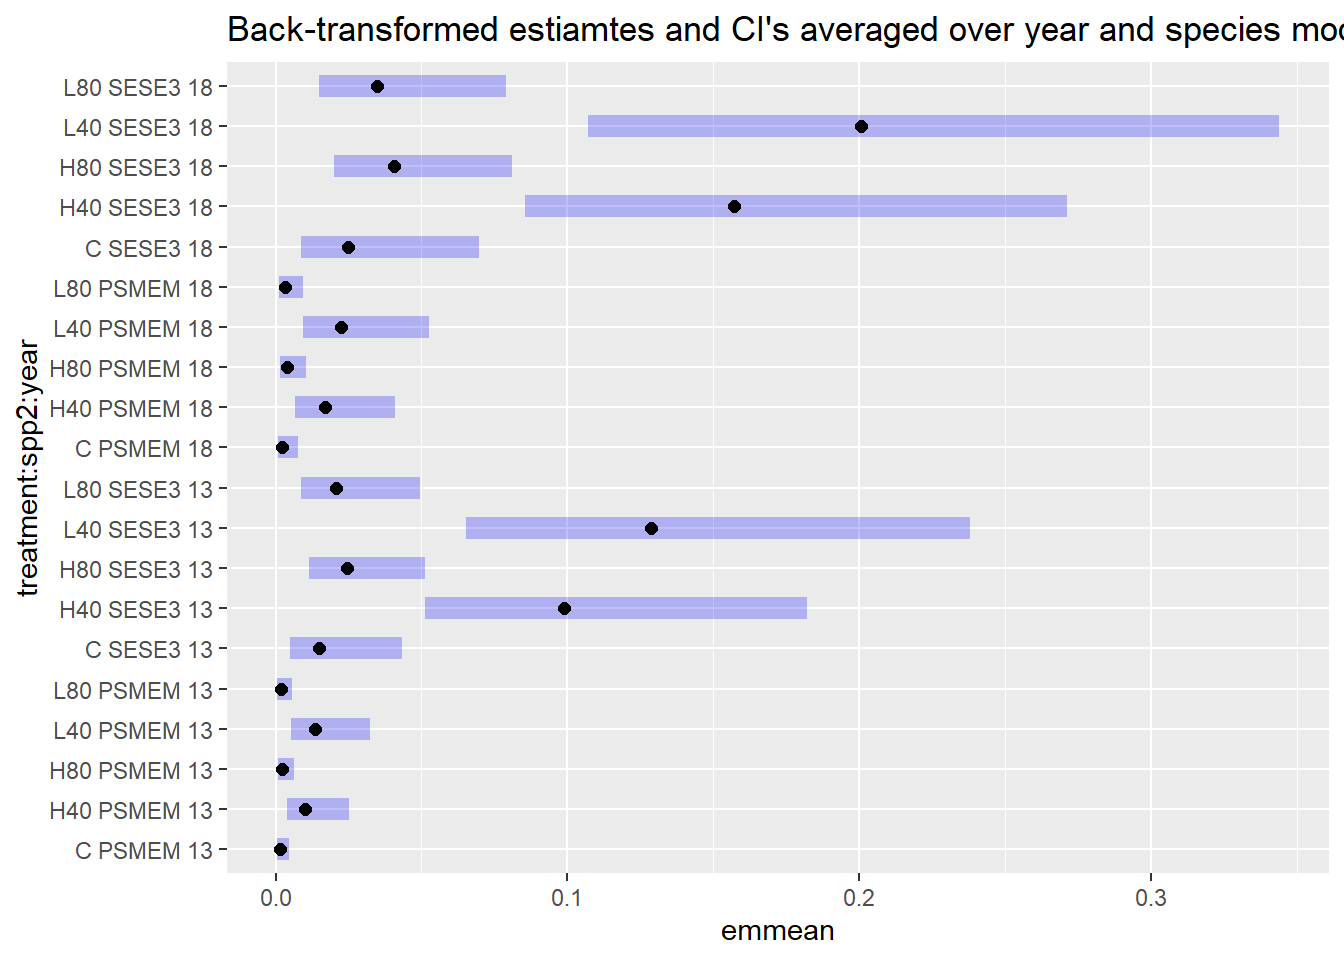 Back-transformed estiamtes and CI's averaged over year and species
L80 SESE3 18
L40 SESE3 18
H80 SESE3 18
H40 SESE3 18
C SESE3 18
L80 PSMEM 18
L40 PSMEM 18
H80 PSMEM 18
H40 PSMEM 18
C PSMEM 18
L80 SESE3 13
L40 SESE3 13
H80 SESE3 13
H40 SESE3 13
C SESE3 13
L80 PSMEM 13
L40 PSMEM 13
H80 PSMEM 13
H40 PSMEM 13
C PSMEM 13
treatment:spp2:year
0.0 0.1 0.2 0.3
emmean